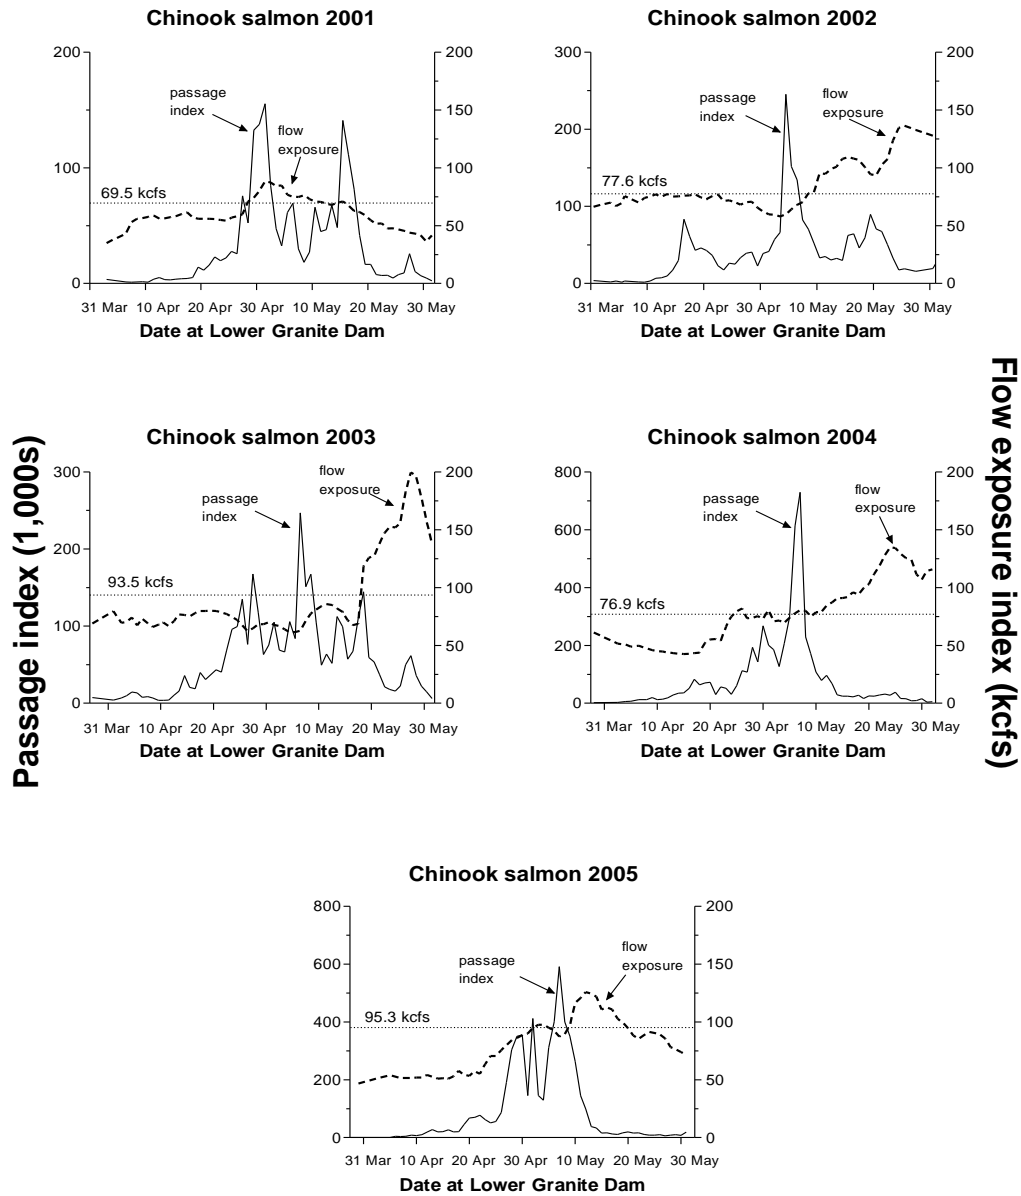 Chinook salmon 2001
200
100
0
200
150
100
50
0
passage
index
flow
exposure
69.5 kcfs
31 Mar 10 Apr 20 Apr 30 Apr 10 May 20 May 30 May
Date at Lower Granite Dam
Chinook salmon 2002
300
200
100
0
200
150
100
50
0
passage
index
flow
exposure
77.6 kcfs
31 Mar 10 Apr 20 Apr 30 Apr 10 May 20 May 30 May
Date at Lower Granite Dam
Passage index (1,000s)
Flow exposure index (kcfs)
Chinook salmon 2003
300
200
100
0
200
150
100
50
0
passage
index
flow
exposure
93.5 kcfs
31 Mar 10 Apr 20 Apr 30 Apr 10 May 20 May 30 May
Date at Lower Granite Dam
Chinook salmon 2004
800
600
400
200
0
200
150
100
50
0
passage
index
flow
exposure
76.9 kcfs
31 Mar 10 Apr 20 Apr 30 Apr 10 May 20 May 30 May
Date at Lower Granite Dam
Chinook salmon 2005
800
600
400
200
0
200
150
100
50
0
passage
index
flow
exposure
95.3 kcfs
31 Mar 10 Apr 20 Apr 30 Apr 10 May 20 May 30 May
Date at Lower Granite Dam